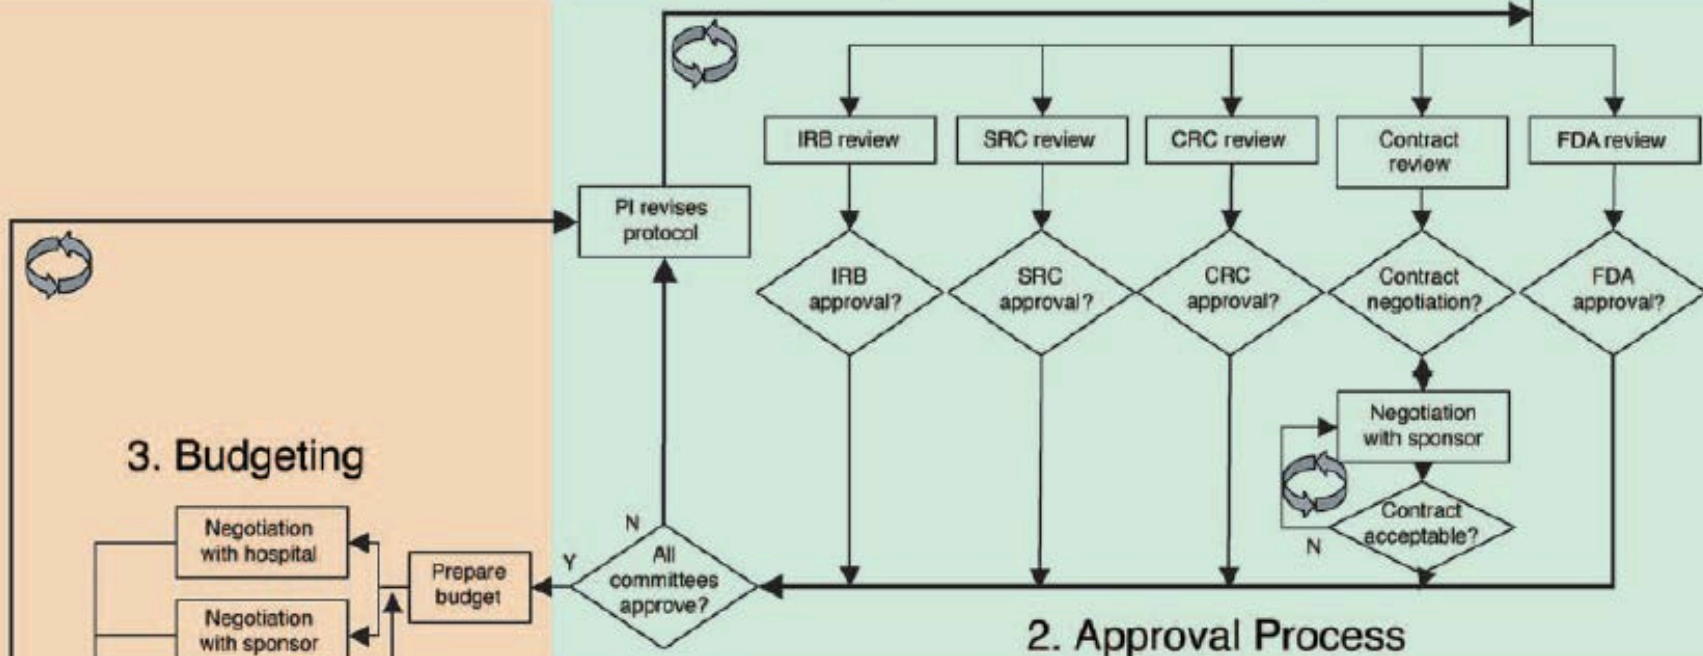 IRB review
SRC review
CRC review
Contract
review
FDA review
PI revises
protocol
IRB
approval?
SRC
approval?
CRC
approval?
Contract
negotiation?
FDA
approval?
Negotiation
with sponsor
3. Budgeting
Contract
acceptable?
N
N
Y
All
committees
approve?
Negotiation
with hospital
Prepare
budget
Negotiation
with sponsor
2. Approval Process